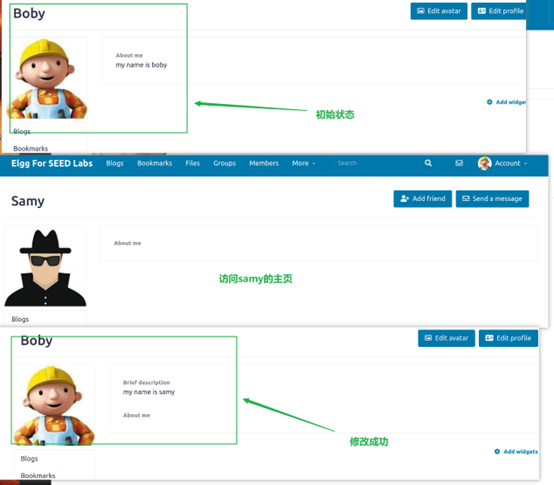 Boby
Edit avatar
Edit profile
About me
my name is boby
Add widge
初始状态
Blogs
Bookmarks
Elgg For SEED Labs Blogs Bookmarks Files Groups Members More Search Account
Samy
Add friend
Send a message
About me
访问samy的主页
Blogs
Boby
Edit avatar
Edit profile
Brief description
my name is samy
About me
修改成功
Add widgets
Blogs
Bookmarks